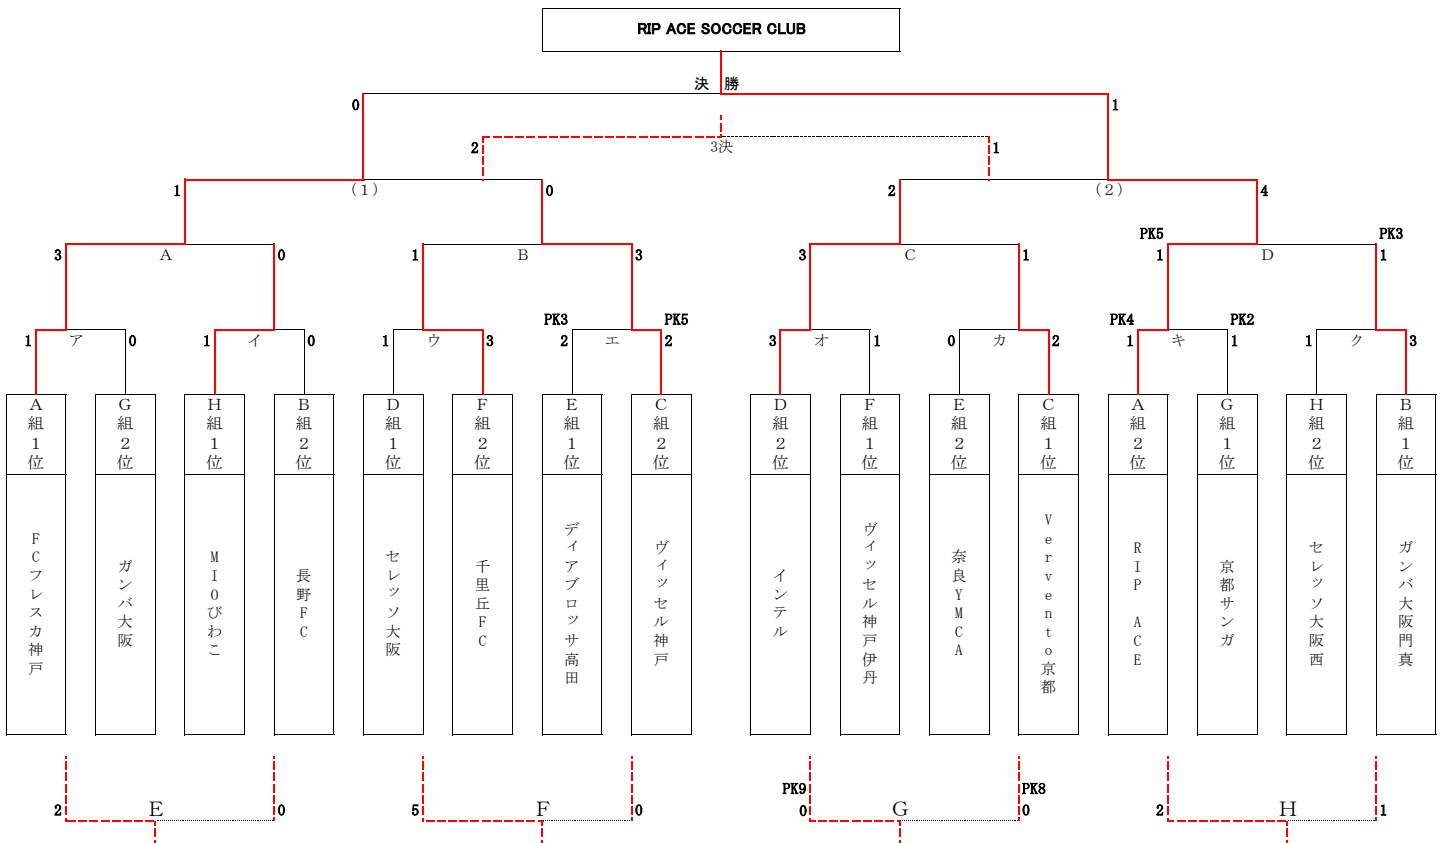 RIP ACE SOCCER CLUB
決 勝
0 1
2 3決 1
1 （１） 0 2 （２） 4
PK5 PK3
3 A 0 1 B 3 3 C 1 1 D 1
PK3 PK5 PK4 PK2
1 ア 0 1 イ 0 1 ウ 3 2 エ 2 3 オ 1 0 カ 2 1 キ 1 1 ク 3
A組１位
G組２位
H組１位
B組２位
D組１位
F組２位
E組１位
C組２位
D組２位
F組１位
E組２位
C組１位
A組２位
G組１位
H組２位
B組１位
FCフレスカ神戸
ガンバ大阪
MIOびわこ
長野FC
セレッソ大阪
千里丘FC
ディアブロッサ高田
ヴィッセル神戸
インテル
ヴィッセル神戸伊丹
奈良YMCA
Vervento京都
RIP ACE
京都サンガ
セレッソ大阪西
ガンバ大阪門真
PK9 PK8
2 E 0 5 F 0 0 G 0 2 H 1